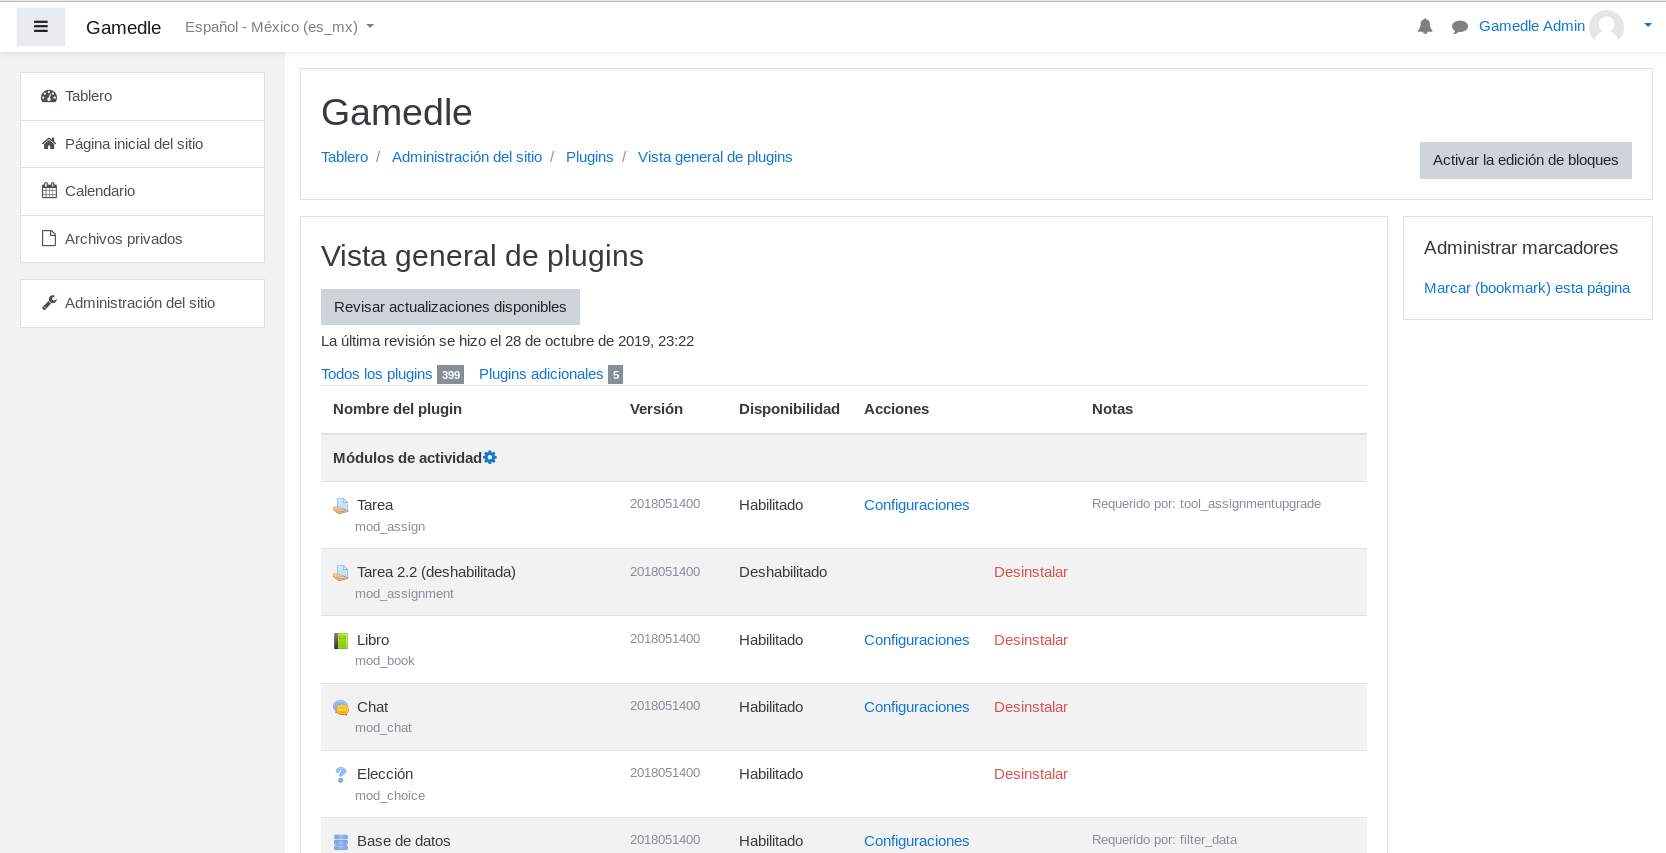 Gamedle Español - México (es_mx) Gamedle Admin
Tablero
Página inicial del sitio
Calendario
Archivos privados
Administración del sitio
Gamedle
Tablero / Administración del sitio / Plugins / Vista general de plugins
Activar la edición de bloques
Vista general de plugins
Revisar actualizaciones disponibles
La última revisión se hizo el 28 de octubre de 2019, 23:22
Todos los plugins 399 Plugins adicionales 5
Nombre del plugin Versión Disponibilidad Acciones Notas
Módulos de actividad
Tarea 2018051400 Habilitado Configuraciones Requerido por: tool_assignmentupgrade
mod_assign
Tarea 2.2 (deshabilitada) 2018051400 Deshabilitado Desinstalar
mod_assignment
Libro 2018051400 Habilitado Configuraciones Desinstalar
mod_book
Chat 2018051400 Habilitado Configuraciones Desinstalar
mod_chat
Elección 2018051400 Habilitado Desinstalar
mod_choice
Base de datos 2018051400 Habilitado Configuraciones Requerido por: filter_data
Administrar marcadores
Marcar (bookmark) esta página